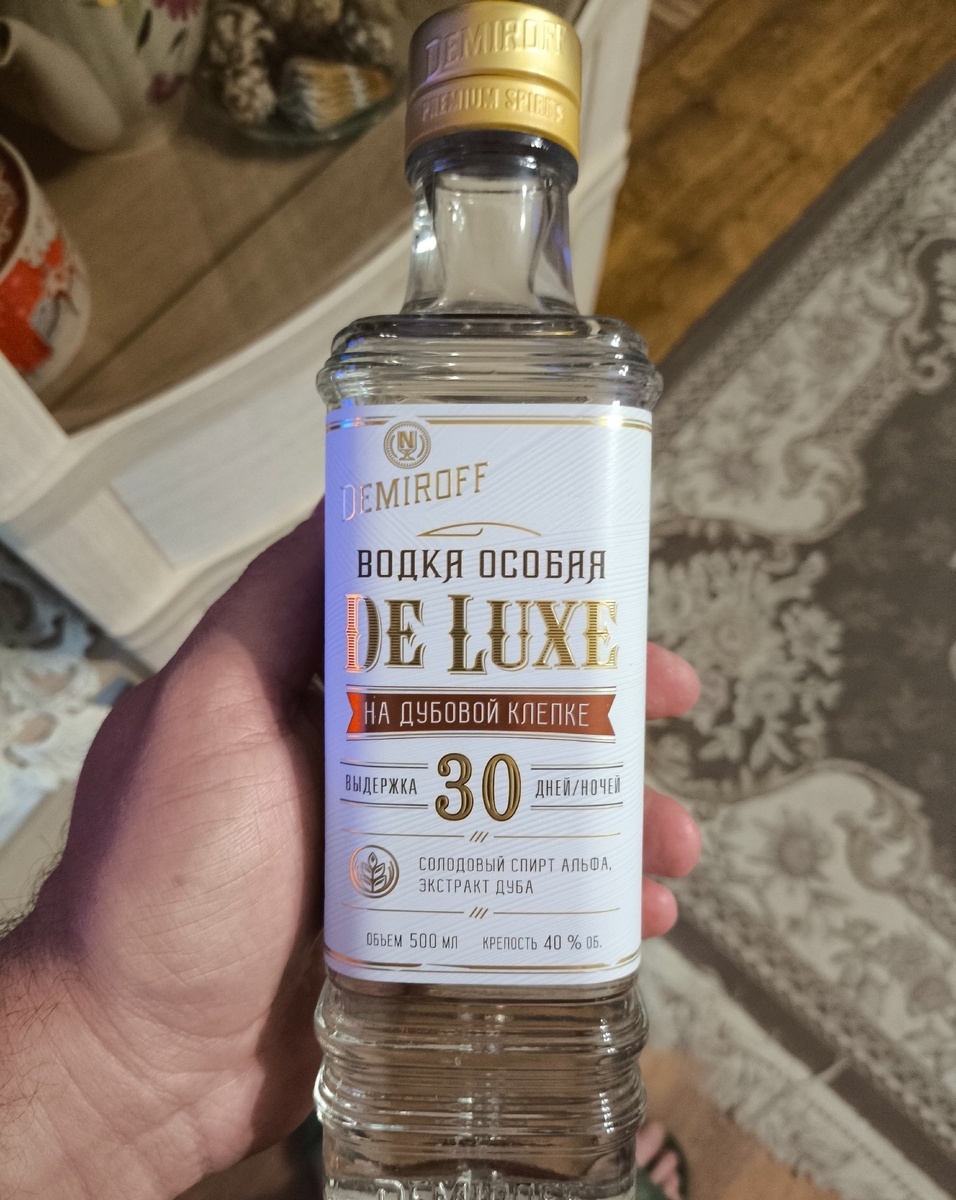 DEMIROFF
PREMIUM SPIRITS
N
DEMIROFF
ВОДКА ОСОБАЯ
DE LUXE
НА ДУБОВОЙ КЛЕПКЕ
ВЫДЕРЖКА 30 ДНЕЙ/НОЧЕЙ
СОЛОДОВЫЙ СПИРТ АЛЬФА,
ЭКСТРАКТ ДУБА
ОБЪЕМ 500 МЛ КРЕПОСТЬ 40 % ОБ.
DEMIROFF